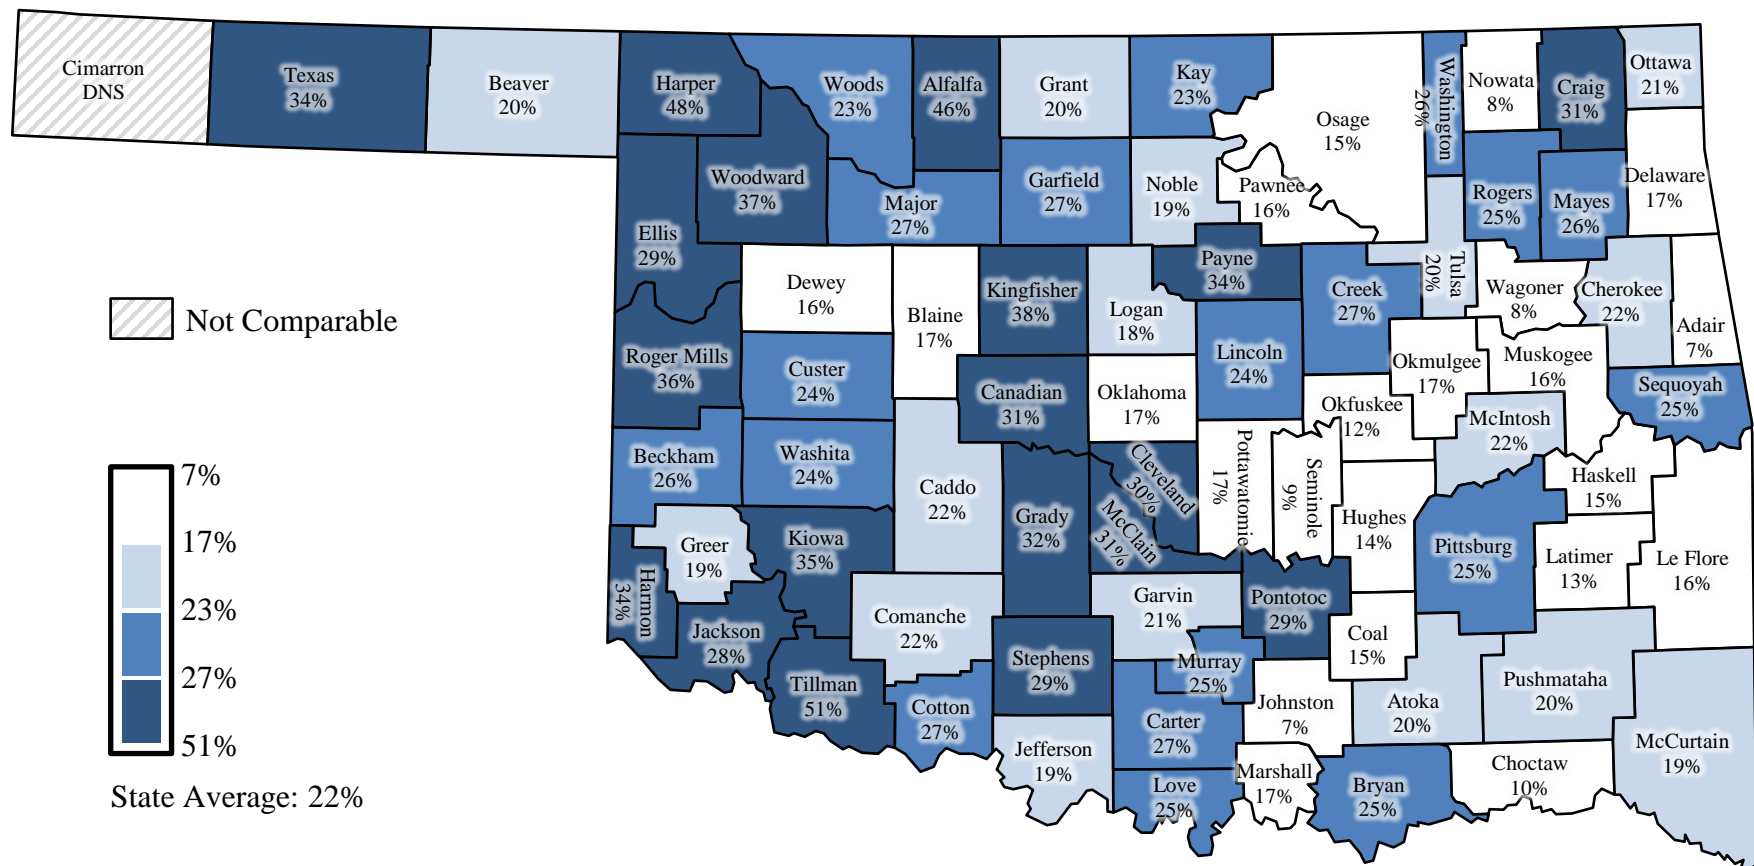 Cimarron
DNS
Texas
34%
Beaver
20%
Harper
48%
Woods
23%
Alfalfa
46%
Grant
20%
Kay
23%
Osage
15%
Washington
26%
Nowata
8%
Craig
31%
Ottawa
21%
Woodward
37%
Major
27%
Garfield
27%
Noble
19%
Pawnee
16%
Rogers
25%
Mayes
26%
Delaware
17%
Ellis
29%
Dewey
16%
Blaine
17%
Kingfisher
38%
Logan
18%
Payne
34%
Creek
27%
Tulsa
20%
Wagoner
8%
Cherokee
22%
Adair
7%
Not Comparable
Roger Mills
36%
Custer
24%
Canadian
31%
Oklahoma
17%
Lincoln
24%
Okmulgee
17%
Muskogee
16%
Sequoyah
25%
Okfuskee
12%
McIntosh
22%
Beckham
26%
Washita
24%
Caddo
22%
Grady
32%
Cleveland
30%
McClain
31%
Pottawatomie
17%
Seminole
9%
Hughes
14%
Haskell
15%
Pittsburg
25%
Latimer
13%
Le Flore
16%
Greer
19%
Kiowa
35%
Harmon
34%
Jackson
28%
Comanche
22%
Garvin
21%
Pontotoc
29%
Coal
15%
Tillman
51%
Stephens
29%
Murray
25%
Johnston
7%
Atoka
20%
Pushmataha
20%
Cotton
27%
Carter
27%
Jefferson
19%
Love
25%
Marshall
17%
Bryan
25%
Choctaw
10%
McCurtain
19%
7%
17%
23%
27%
51%
State Average: 22%